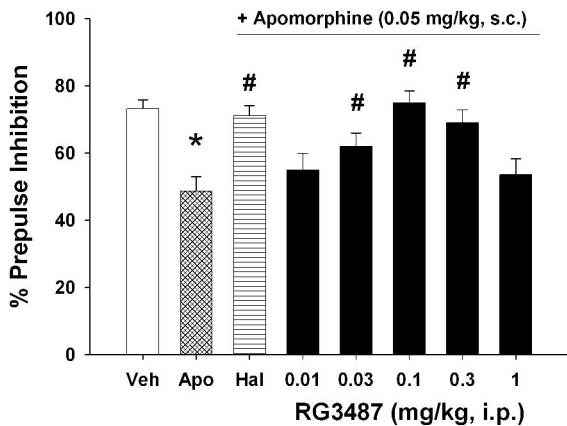 + Apomorphine (0.05 mg/kg, s.c.)
100
80
60
40
20
0
% Prepulse Inhibition
* # # # #
Veh Apo Hal 0.01 0.03 0.1 0.3 1
RG3487 (mg/kg, i.p.)